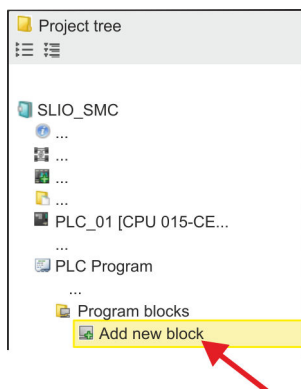 Project tree
SLIO_SMC
...
...
...
...
PLC_01 [CPU 015-CE...
...
PLC Program
...
Program blocks
Add new block